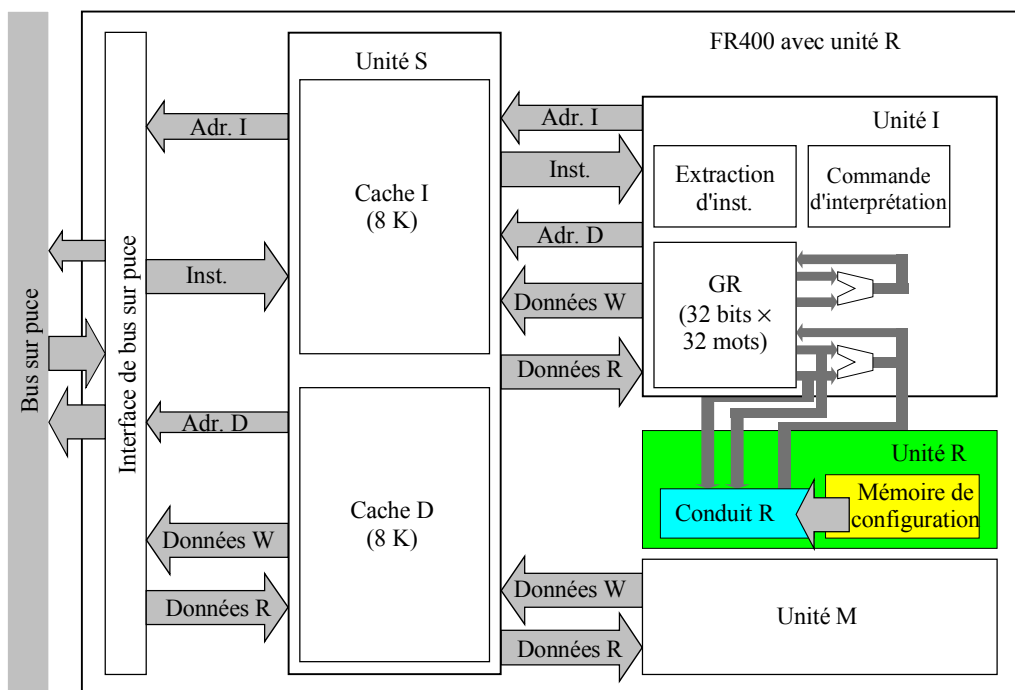 FR400 avec unité R
Unité S
Unité I
Adr. I
Adr. I
Inst.
Extraction
d'inst.
Commande
d'interprétation
Cache I
(8 K)
Adr. D
Inst.
Données W
GR
(32 bits ×
32 mots)
Données R
Bus sur puce
Interface de bus sur puce
Adr. D
Unité R
Conduit R
Mémoire de
configuration
Cache D
(8 K)
Données W
Données W
Données R
Unité M
Données R